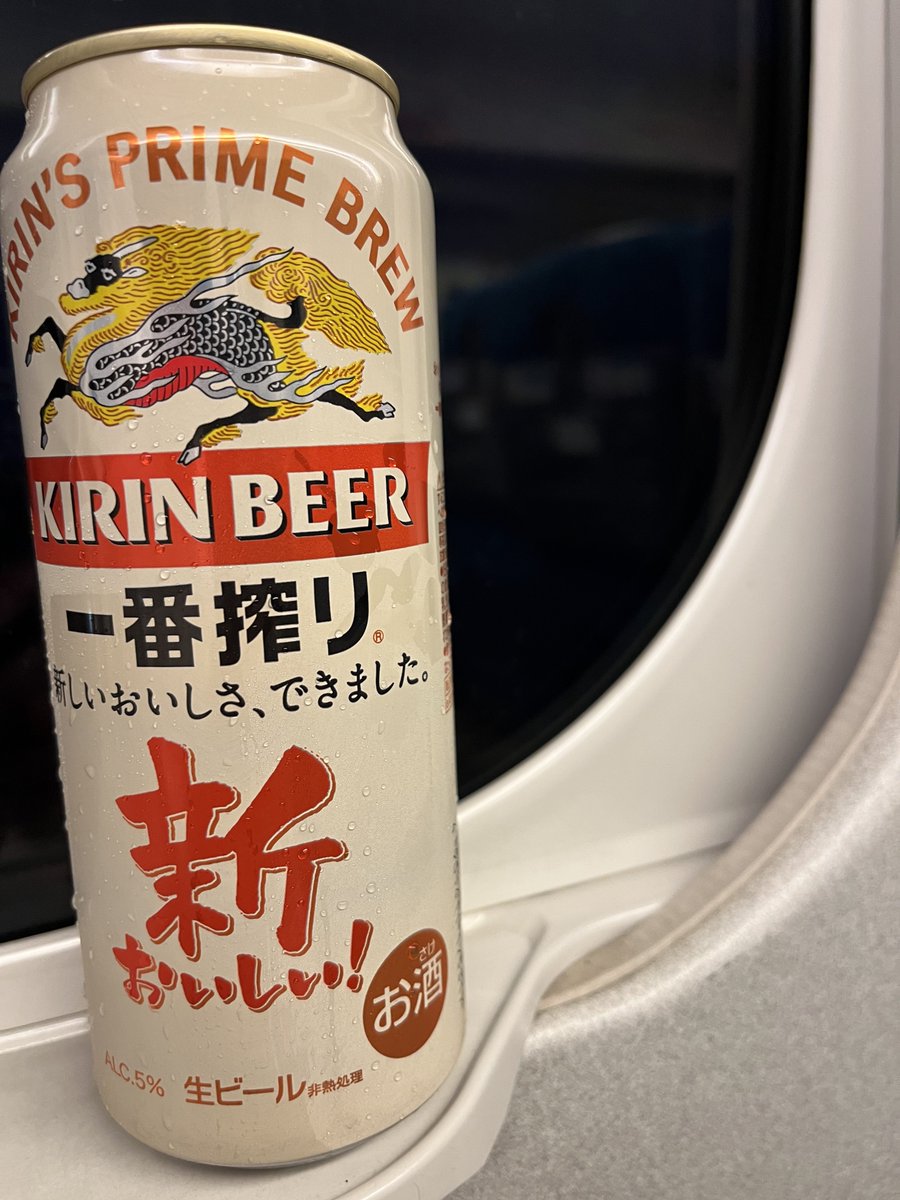 KIRIN'S PRIME BREW
KIRIN BEER
一番搾り®
新しいおいしさ、できました。
新
おいしい!
さけ
お酒
ALC.5% 生ビール 非熱処理